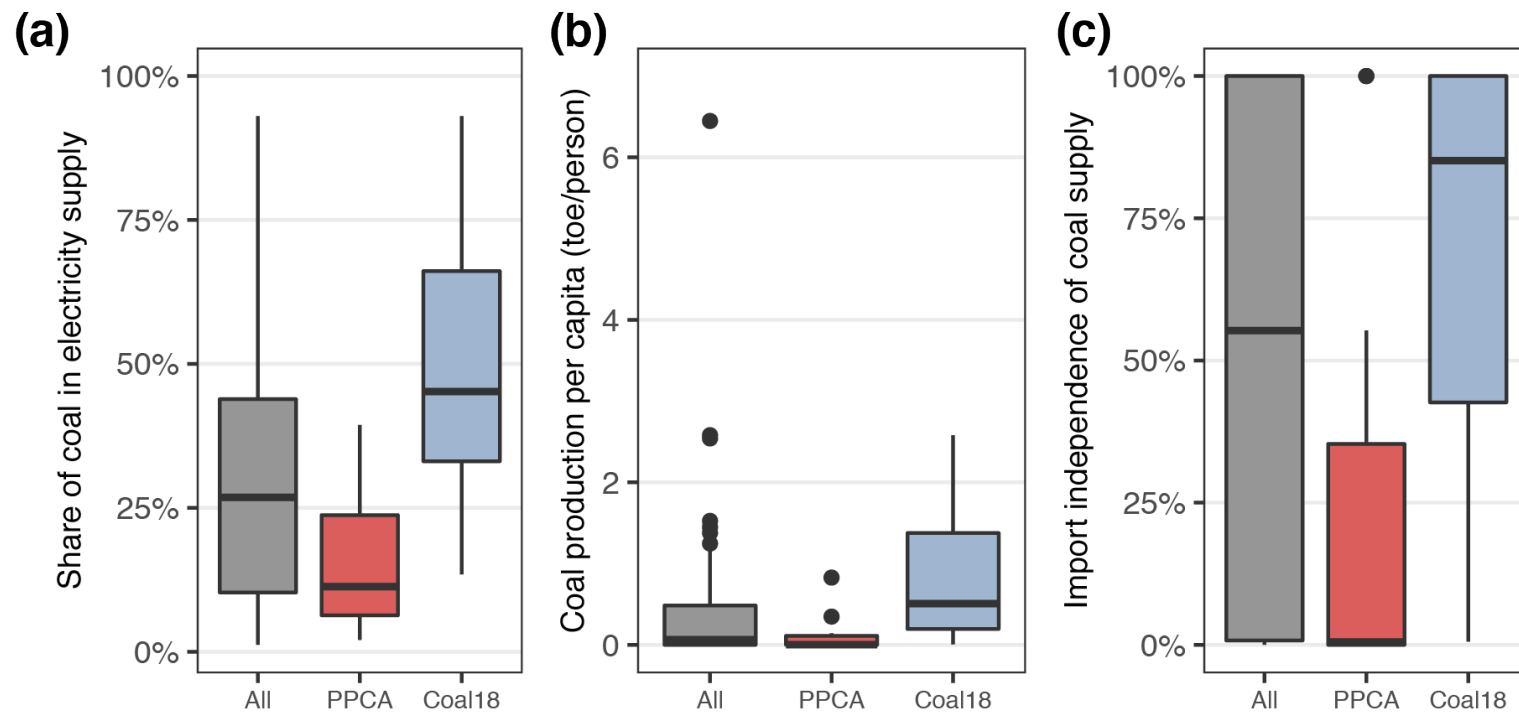 (a)
Share of coal in electricity supply
100%
75%
50%
25%
0%
All PPCA Coal18
(b)
Coal production per capita (toe/person)
6
4
2
0
All PPCA Coal18
(c)
Import independence of coal supply
100%
75%
50%
25%
0%
All PPCA Coal18